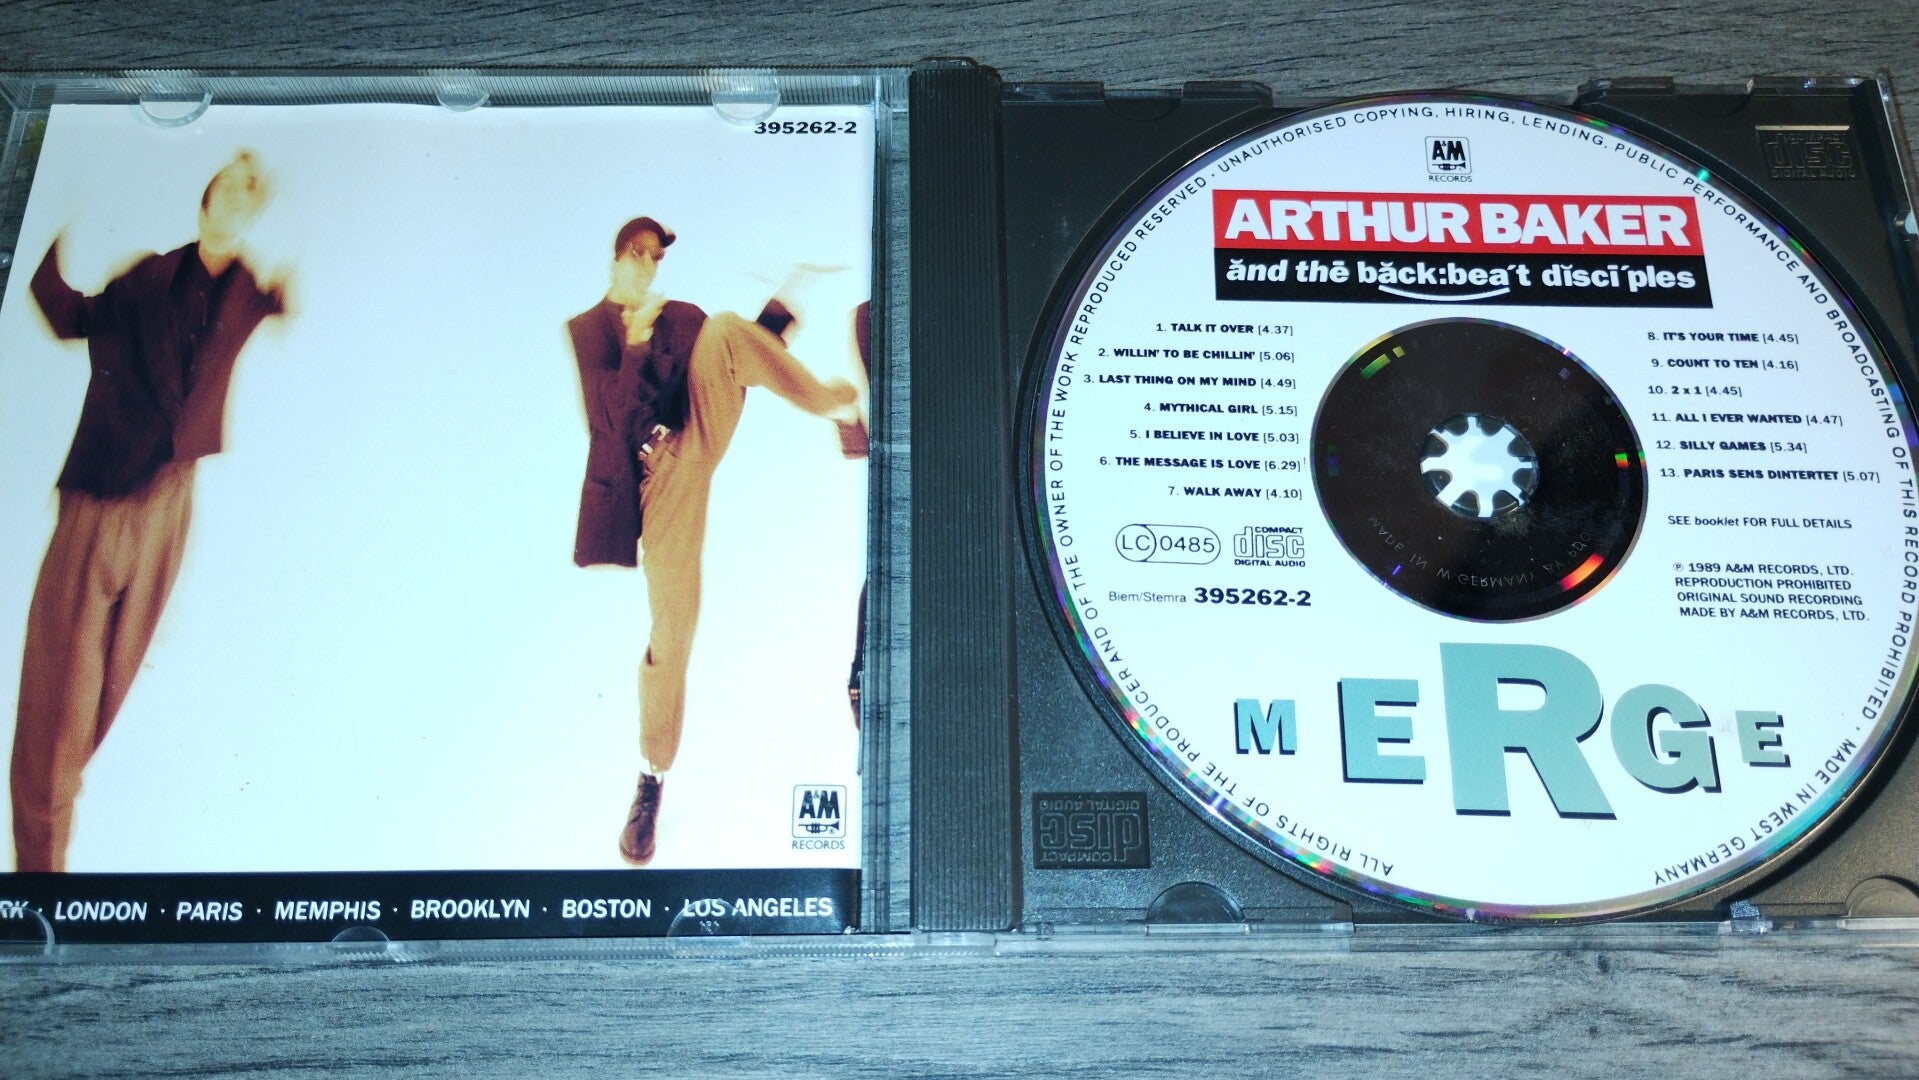 395262-2
A&M
RECORDS
LONDON · PARIS · MEMPHIS · BROOKLYN · BOSTON · LOS ANGELES
A&M
RECORDS
ARTHUR BAKER
ănd thē băck:bea´t dĭscī´ples
1. TALK IT OVER [4.37]
2. WILLIN' TO BE CHILLIN' [5.06]
3. LAST THING ON MY MIND [4.49]
4. MYTHICAL GIRL [5.15]
5. I BELIEVE IN LOVE [5.03]
6. THE MESSAGE IS LOVE [6.29]
7. WALK AWAY [4.10]
8. IT'S YOUR TIME [4.45]
9. COUNT TO TEN [4.16]
10. 2 x 1 [4.45]
11. ALL I EVER WANTED [4.47]
12. SILLY GAMES [5.34]
13. PARIS SENS DINTERTET [5.07]
SEE booklet FOR FULL DETAILS
LC 0485
COMPACT
disc
DIGITAL AUDIO
Biem/Stemra 395262-2
℗ 1989 A&M RECORDS, LTD.
REPRODUCTION PROHIBITED
ORIGINAL SOUND RECORDING
MADE BY A&M RECORDS, LTD.
MERGE
ALL RIGHTS OF THE PRODUCER AND OF THE OWNER OF THE WORK REPRODUCED RESERVED · UNAUTHORISED COPYING, HIRING, LENDING, PUBLIC PERFORMANCE AND BROADCASTING OF THIS RECORD PROHIBITED · MADE IN WEST GERMANY
MADE IN W. GERMANY BY
COMPACT
disc
DIGITAL AUDIO
COMPACT
disc
DIGITAL AUDIO